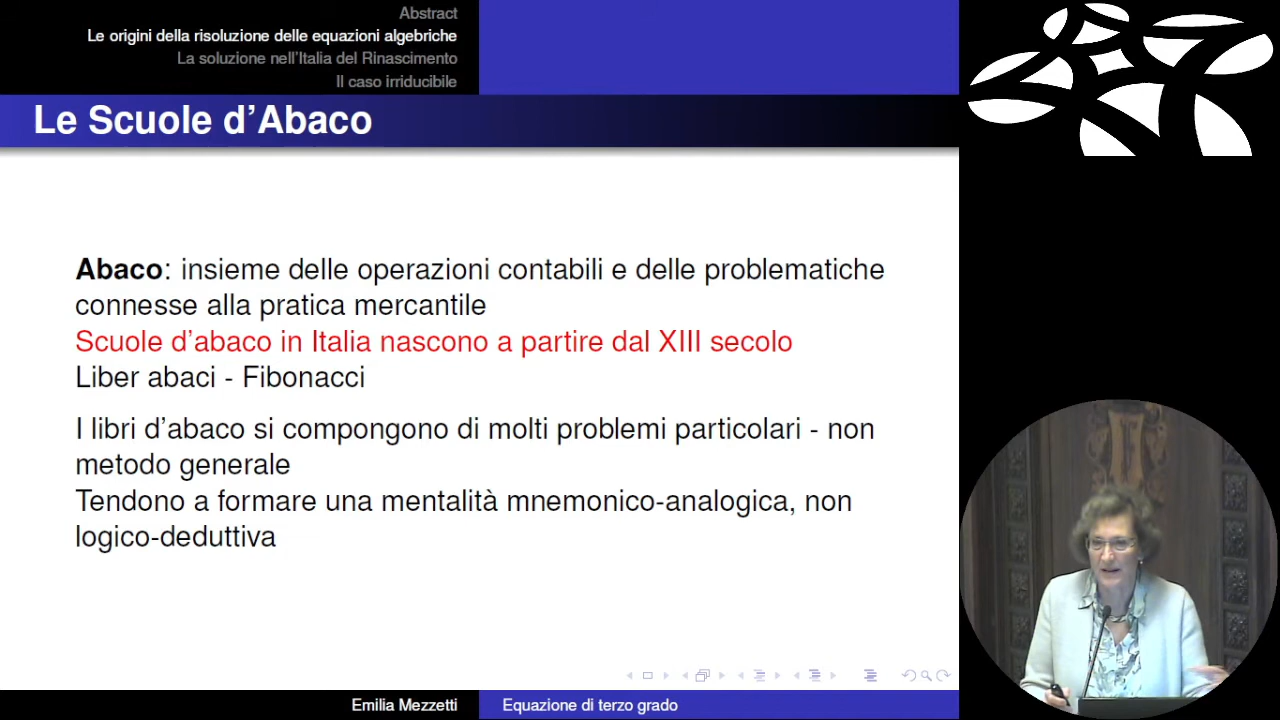 Abstract
Le origini della risoluzione delle equazioni algebriche
La soluzione nell'Italia del Rinascimento
Il caso irriducibile
Le Scuole d'Abaco
Abaco: insieme delle operazioni contabili e delle problematiche
connesse alla pratica mercantile
Scuole d'abaco in Italia nascono a partire dal XIII secolo
Liber abaci - Fibonacci
I libri d'abaco si compongono di molti problemi particolari - non
metodo generale
Tendono a formare una mentalità mnemonico-analogica, non
logico-deduttiva
Emilia Mezzetti
Equazione di terzo grado